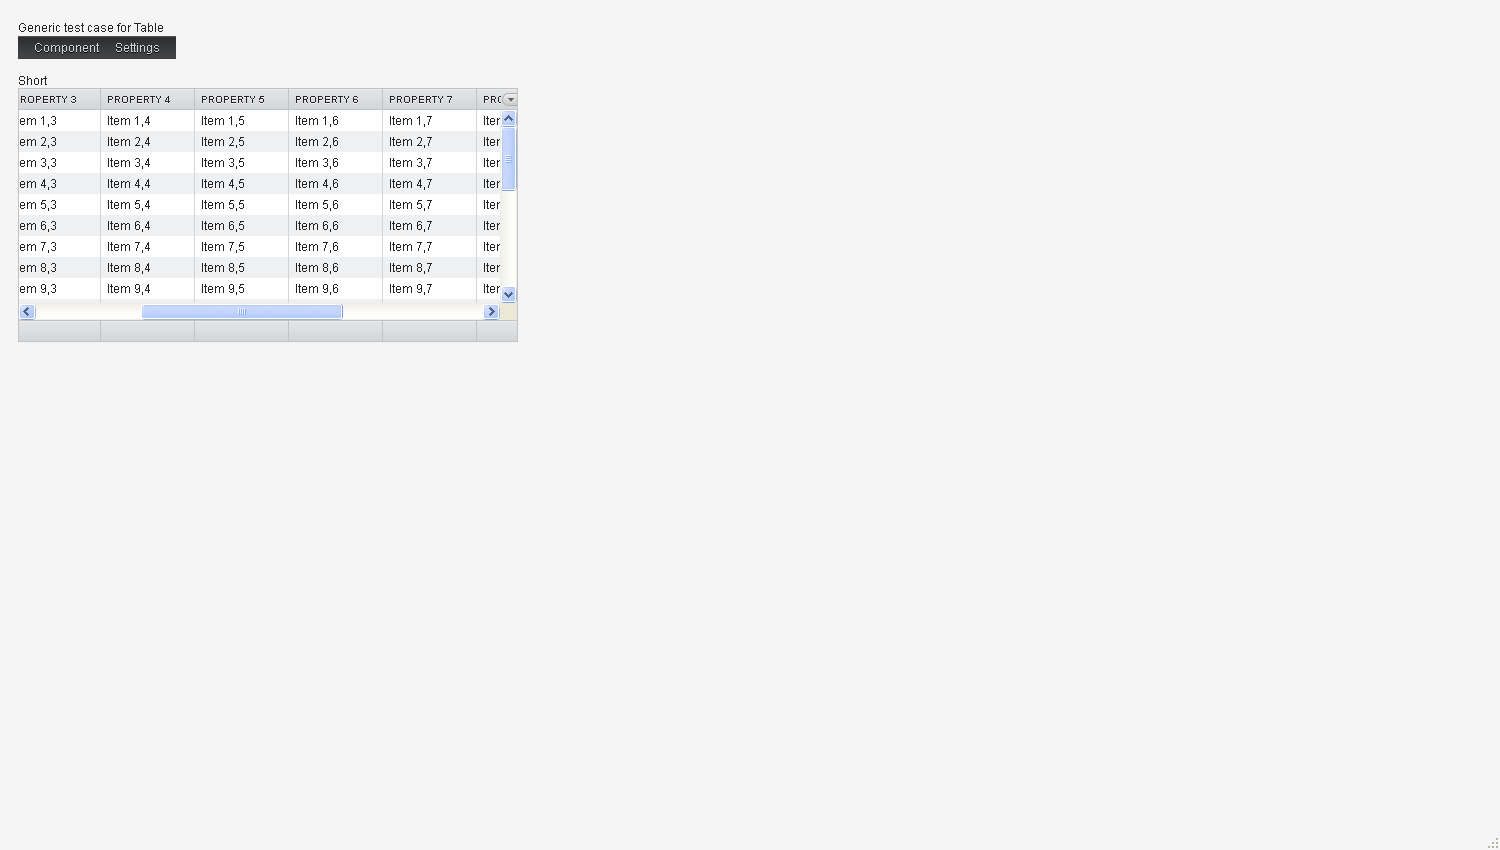 Generic test case for Table
Component Settings
Short
ROPERTY 3 PROPERTY 4 PROPERTY 5 PROPERTY 6 PROPERTY 7 PRO
em 1,3 Item 1,4 Item 1,5 Item 1,6 Item 1,7 Iter
em 2,3 Item 2,4 Item 2,5 Item 2,6 Item 2,7 Iter
em 3,3 Item 3,4 Item 3,5 Item 3,6 Item 3,7 Iter
em 4,3 Item 4,4 Item 4,5 Item 4,6 Item 4,7 Iter
em 5,3 Item 5,4 Item 5,5 Item 5,6 Item 5,7 Iter
em 6,3 Item 6,4 Item 6,5 Item 6,6 Item 6,7 Iter
em 7,3 Item 7,4 Item 7,5 Item 7,6 Item 7,7 Iter
em 8,3 Item 8,4 Item 8,5 Item 8,6 Item 8,7 Iter
em 9,3 Item 9,4 Item 9,5 Item 9,6 Item 9,7 Iter